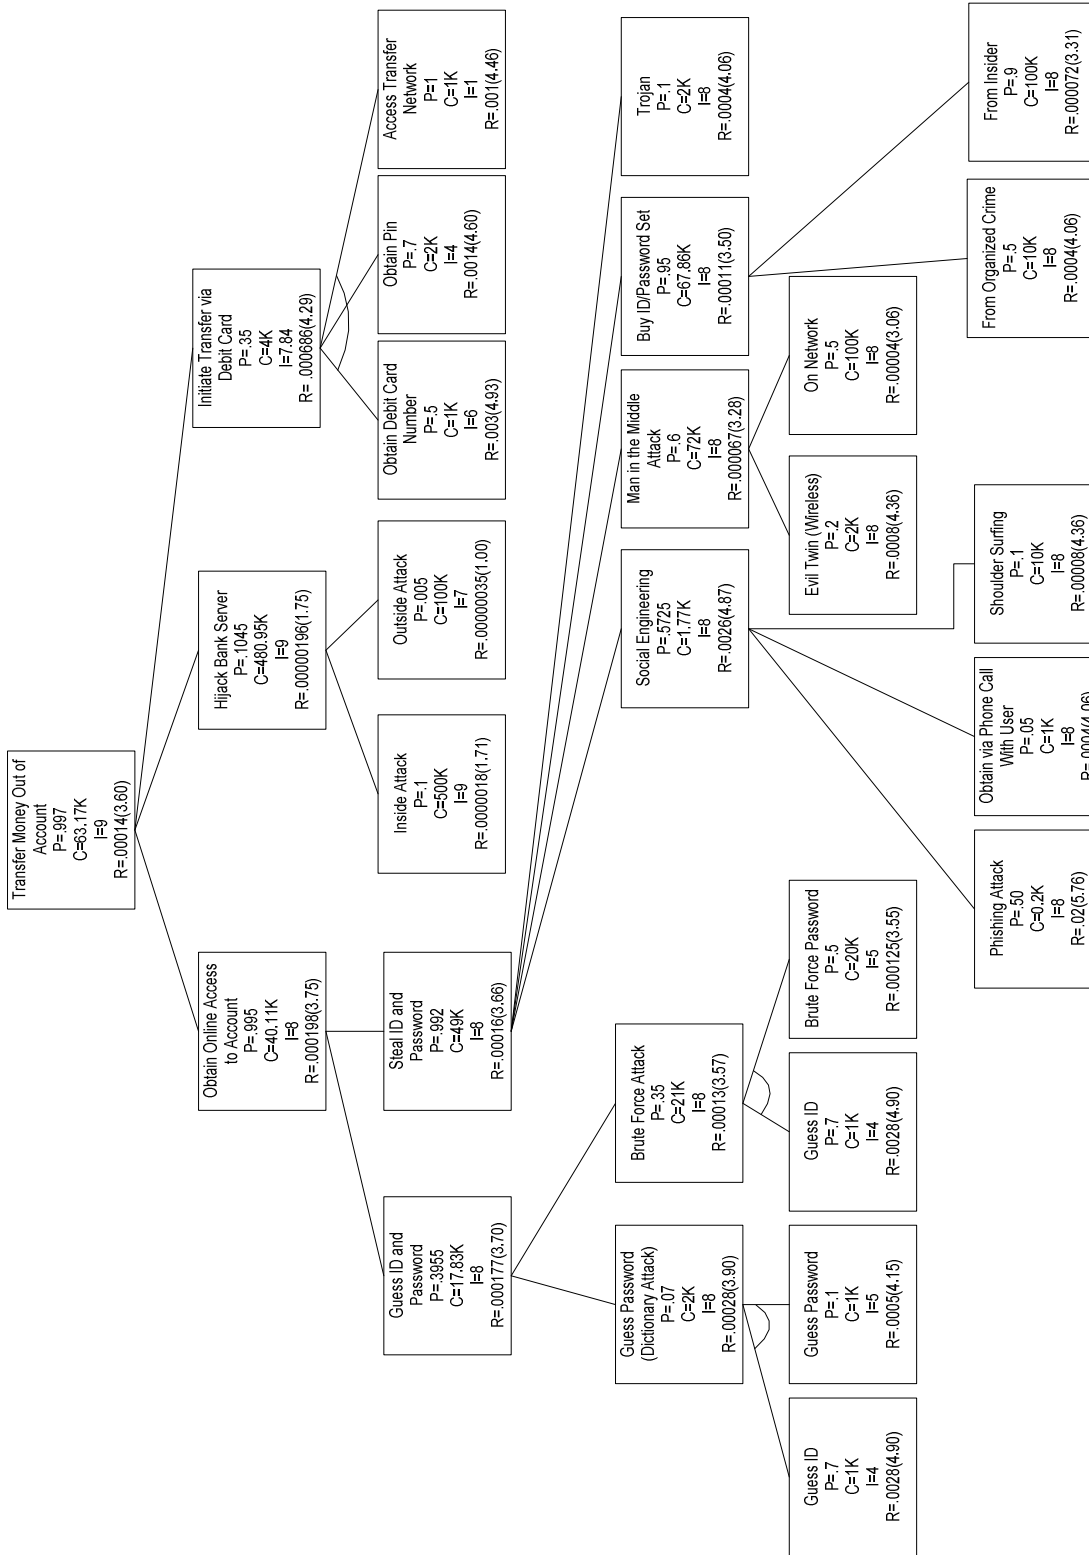 Transfer Money Out of
Account
P=.997
C=63.17K
I=9
R=.00014(3.60)
Obtain Online Access
to Account
P=.995
C=40.11K
I=8
R=.000198(3.75)
Hijack Bank Server
P=.1045
C=480.95K
I=9
R=.00000196(1.75)
Initiate Transfer via
Debit Card
P=.35
C=4K
I=7.84
R= .000686(4.29)
Guess ID and
Password
P=.3955
C=17.83K
I=8
R=.000177(3.70)
Steal ID and
Password
P=.992
C=49K
I=8
R=.00016(3.66)
Inside Attack
P=.1
C=500K
I=9
R=.0000018(1.71)
Outside Attack
P=.005
C=100K
I=7
R=.00000035(1.00)
Obtain Debit Card
Number
P=.5
C=1K
I=6
R=.003(4.93)
Obtain Pin
P=.7
C=2K
I=4
R=.0014(4.60)
Access Transfer
Network
P=1
C=1K
I=1
R=.001(4.46)
Guess Password
(Dictionary Attack)
P=.07
C=2K
I=8
R=.00028(3.90)
Brute Force Attack
P=.35
C=21K
I=8
R=.00013(3.57)
Social Engineering
P=.5725
C=1.77K
I=8
R=.0026(4.87)
Man in the Middle
Attack
P=.6
C=72K
I=8
R=.000067(3.28)
Buy ID/Password Set
P=.95
C=67.86K
I=8
R=.00011(3.50)
Trojan
P=.1
C=2K
I=8
R=.0004(4.06)
Guess ID
P=.7
C=1K
I=4
R=.0028(4.90)
Guess Password
P=.1
C=1K
I=5
R=.0005(4.15)
Guess ID
P=.7
C=1K
I=4
R=.0028(4.90)
Brute Force Password
P=.5
C=20K
I=5
R=.000125(3.55)
Evil Twin (Wireless)
P=.2
C=2K
I=8
R=.0008(4.36)
On Network
P=.5
C=100K
I=8
R=.00004(3.06)
Phishing Attack
P=.50
C=0.2K
I=8
R=.02(5.76)
Obtain via Phone Call
With User
P=.05
C=1K
I=8
R=.0004(4.06)
Shoulder Surfing
P=.1
C=10K
I=8
R=.00008(4.36)
From Organized Crime
P=.5
C=10K
I=8
R=.0004(4.06)
From Insider
P=.9
C=100K
I=8
R=.000072(3.31)